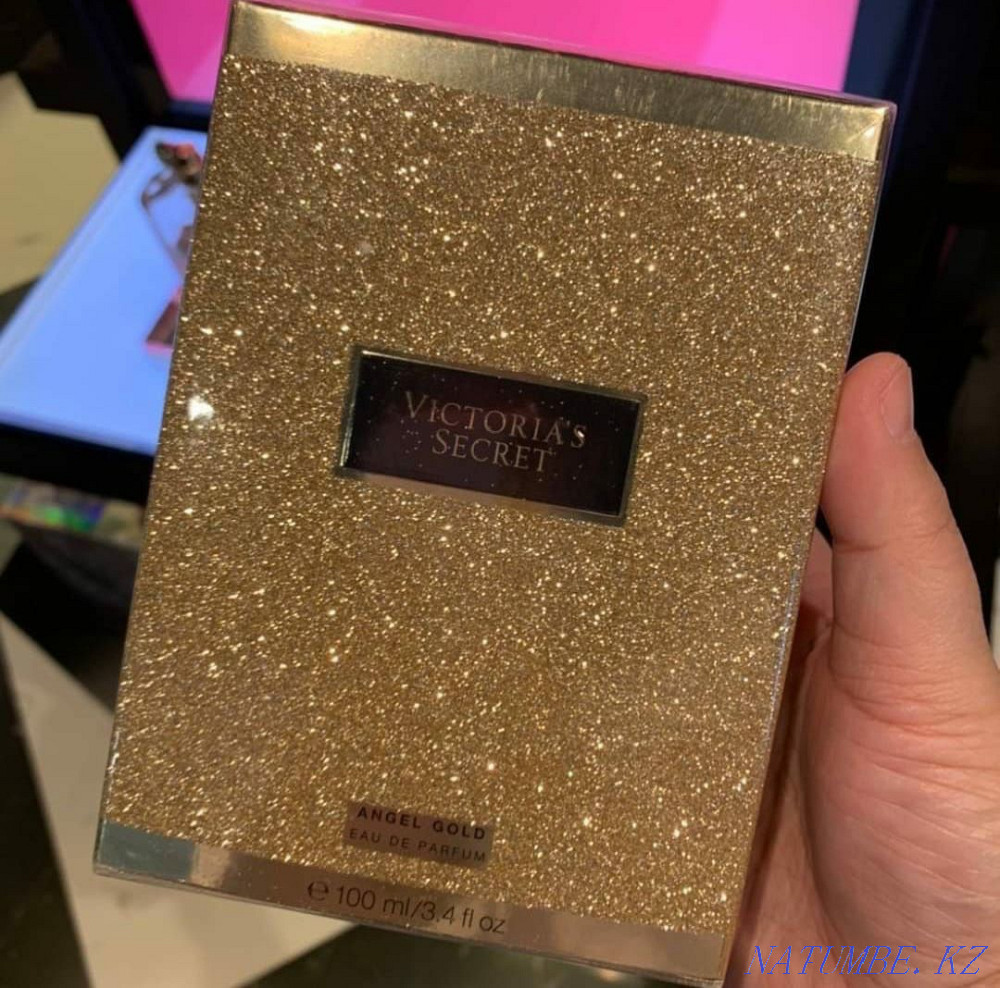 VICTORIA'S
SECRET
ANGEL GOLD
EAU DE PARFUM
℮ 100 ml/3.4 fl oz
NATUMBE.KZ